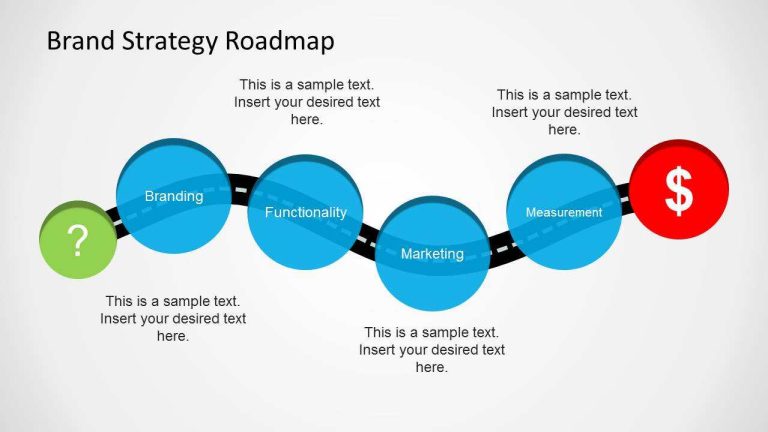 Brand Strategy Roadmap
This is a sample text.
Insert your desired text
here.
This is a sample text.
Insert your desired text
here.
?
Branding
Functionality
Marketing
Measurement
$
This is a sample text.
Insert your desired text
here.
This is a sample text.
Insert your desired text
here.